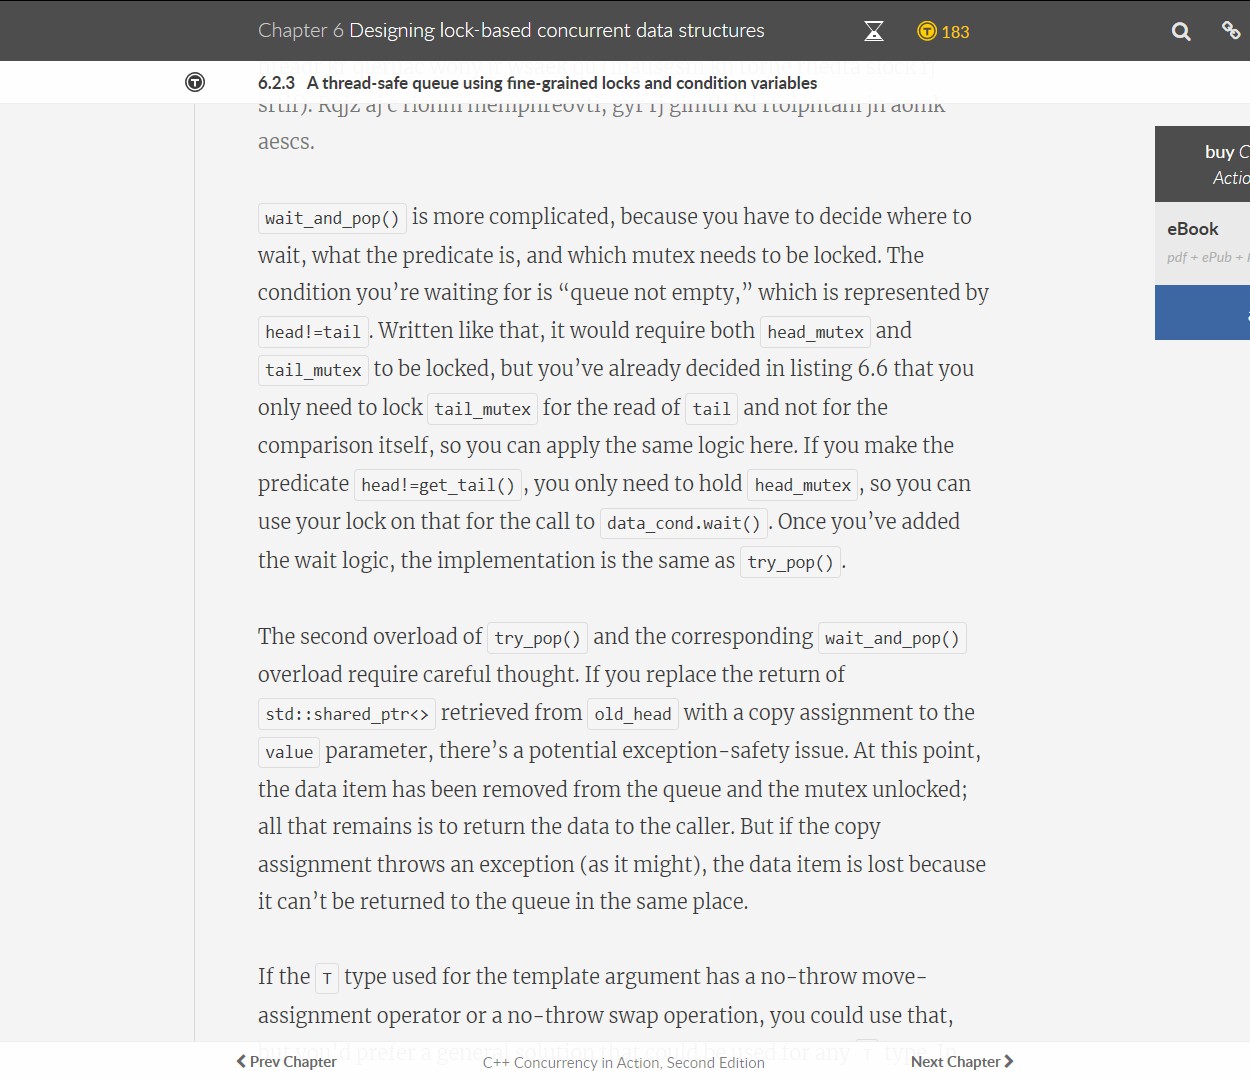 Chapter 6 Designing lock-based concurrent data structures
183
6.2.3 A thread-safe queue using fine-grained locks and condition variables
aescs.
wait_and_pop() is more complicated, because you have to decide where to
wait, what the predicate is, and which mutex needs to be locked. The
condition you’re waiting for is “queue not empty,” which is represented by
head!=tail. Written like that, it would require both head_mutex and
tail_mutex to be locked, but you’ve already decided in listing 6.6 that you
only need to lock tail_mutex for the read of tail and not for the
comparison itself, so you can apply the same logic here. If you make the
predicate head!=get_tail(), you only need to hold head_mutex, so you can
use your lock on that for the call to data_cond.wait(). Once you’ve added
the wait logic, the implementation is the same as try_pop().
The second overload of try_pop() and the corresponding wait_and_pop()
overload require careful thought. If you replace the return of
std::shared_ptr<> retrieved from old_head with a copy assignment to the
value parameter, there’s a potential exception-safety issue. At this point,
the data item has been removed from the queue and the mutex unlocked;
all that remains is to return the data to the caller. But if the copy
assignment throws an exception (as it might), the data item is lost because
it can’t be returned to the queue in the same place.
If the T type used for the template argument has a no-throw move-
assignment operator or a no-throw swap operation, you could use that,
but you’d prefer a general solution that could be used for any T type. In
buy C
Actio
eBook
pdf + ePub +
Prev Chapter
C++ Concurrency in Action, Second Edition
Next Chapter